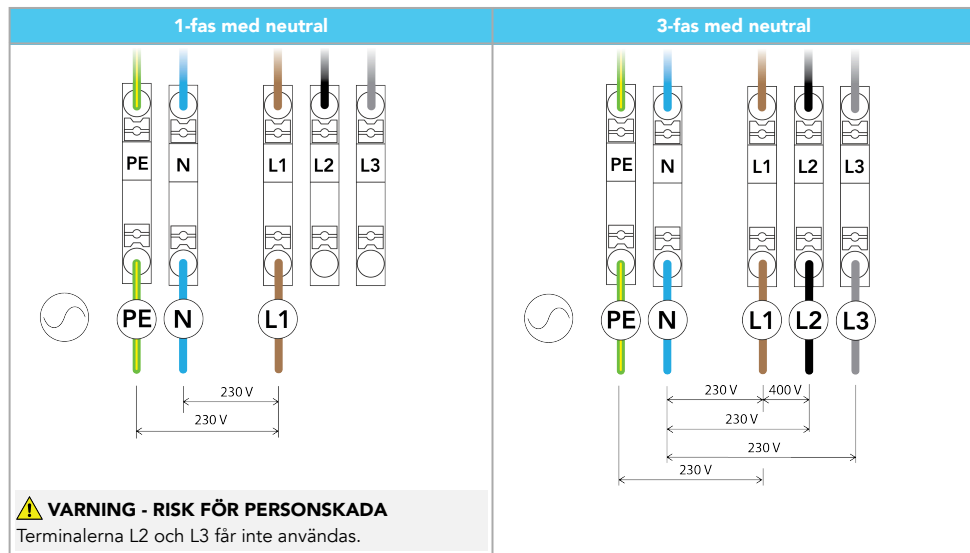 1-fas med neutral
PE N L1 L2 L3
PE N L1
230 V
230 V
VARNING - RISK FÖR PERSONSKADA
Terminalerna L2 och L3 får inte användas.
3-fas med neutral
PE N L1 L2 L3
PE N L1 L2 L3
230 V 400 V
230 V
230 V
230 V